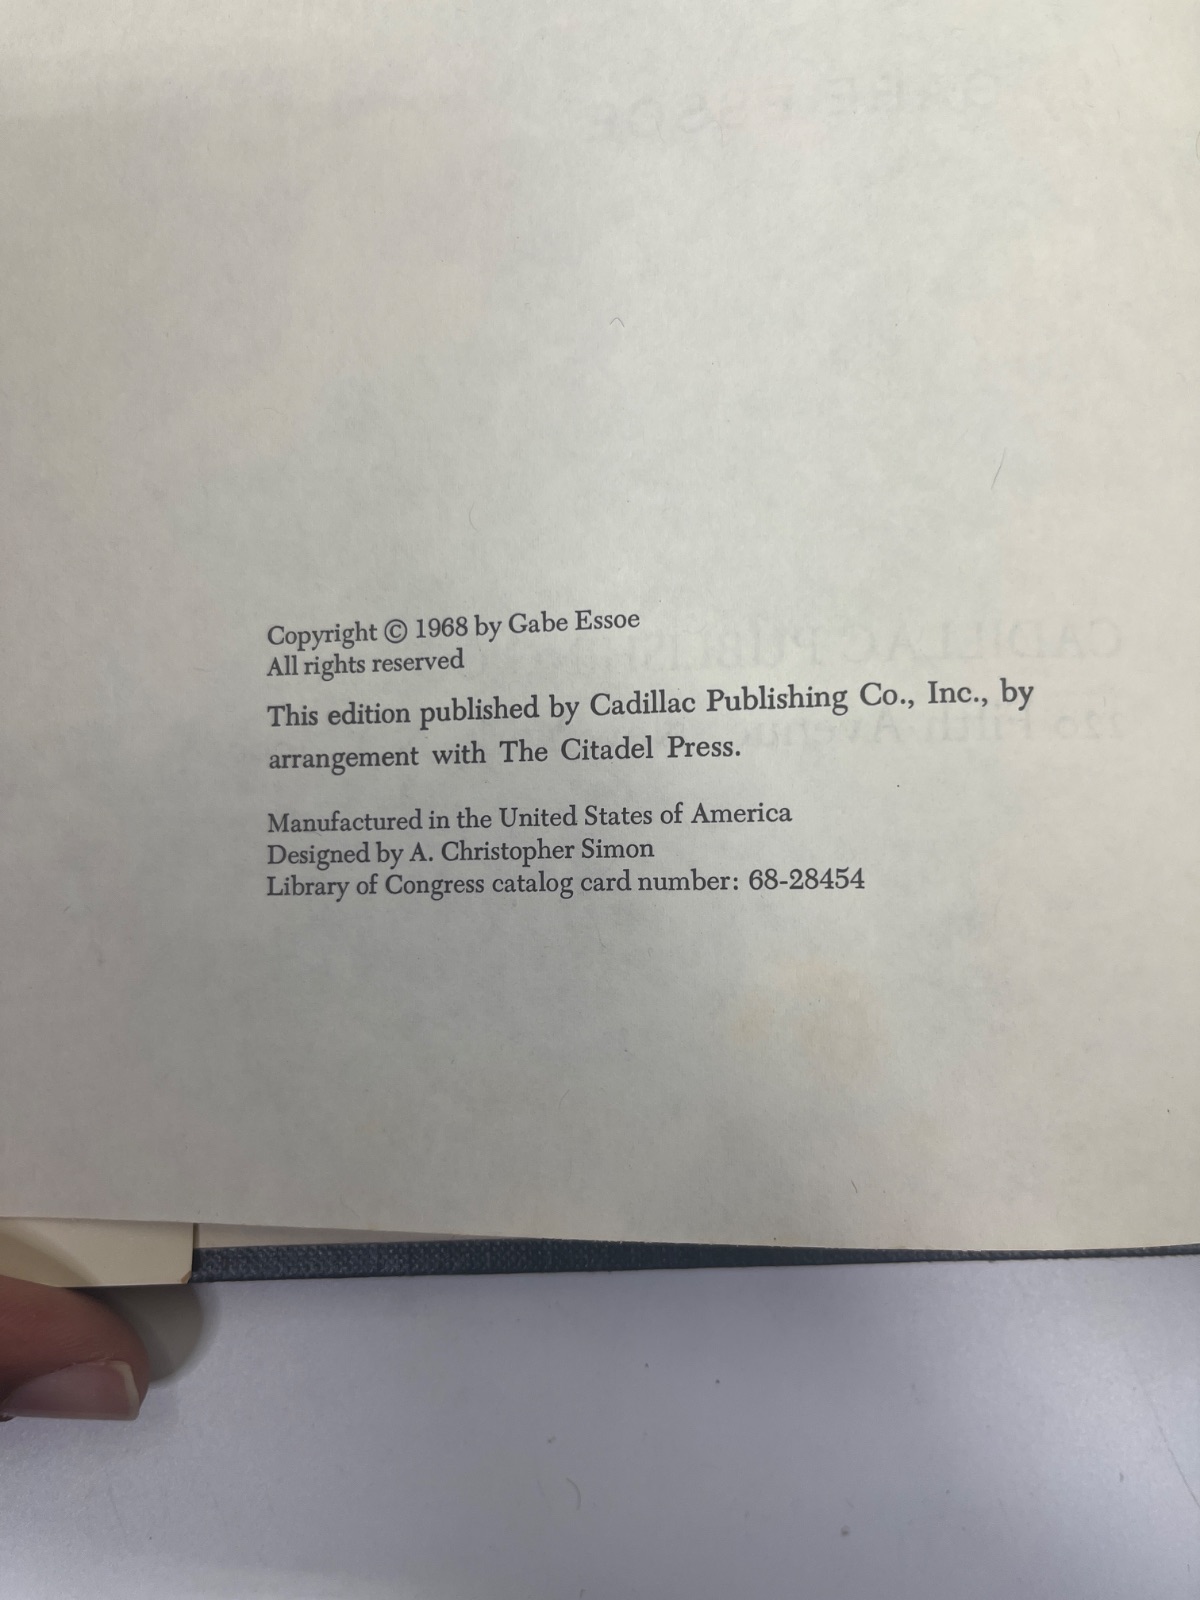 Copyright © 1968 by Gabe Essoe
All rights reserved
This edition published by Cadillac Publishing Co., Inc., by
arrangement with The Citadel Press.
Manufactured in the United States of America
Designed by A. Christopher Simon
Library of Congress catalog card number: 68-28454